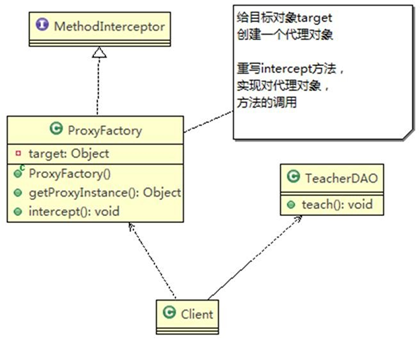 I MethodInterceptor
给目标对象target
创建一个代理对象
重写intercept方法，
实现对代理对象，
方法的调用
C ProxyFactory
target: Object
C ProxyFactory()
getProxyInstance(): Object
intercept(): void
C TeacherDAO
teach(): void
C Client